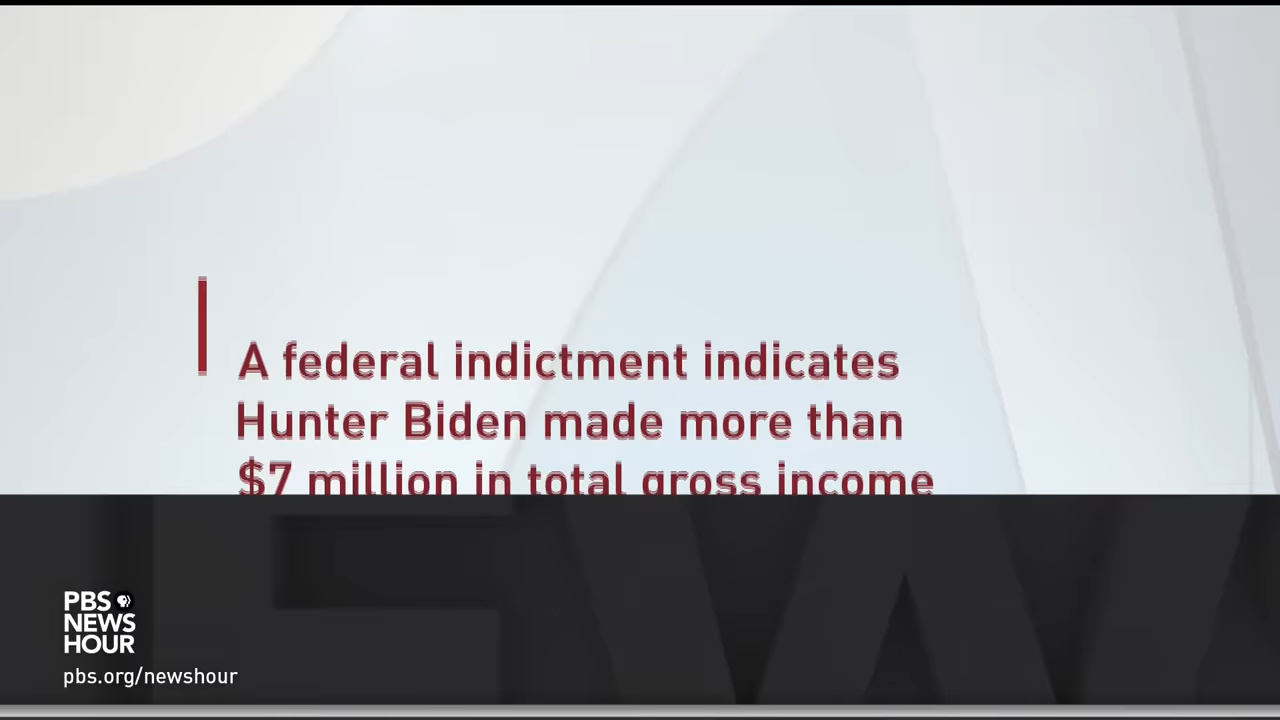 A federal indictment indicates
Hunter Biden made more than
$7 million in total gross income
PBS
NEWS
HOUR
pbs.org/newshour